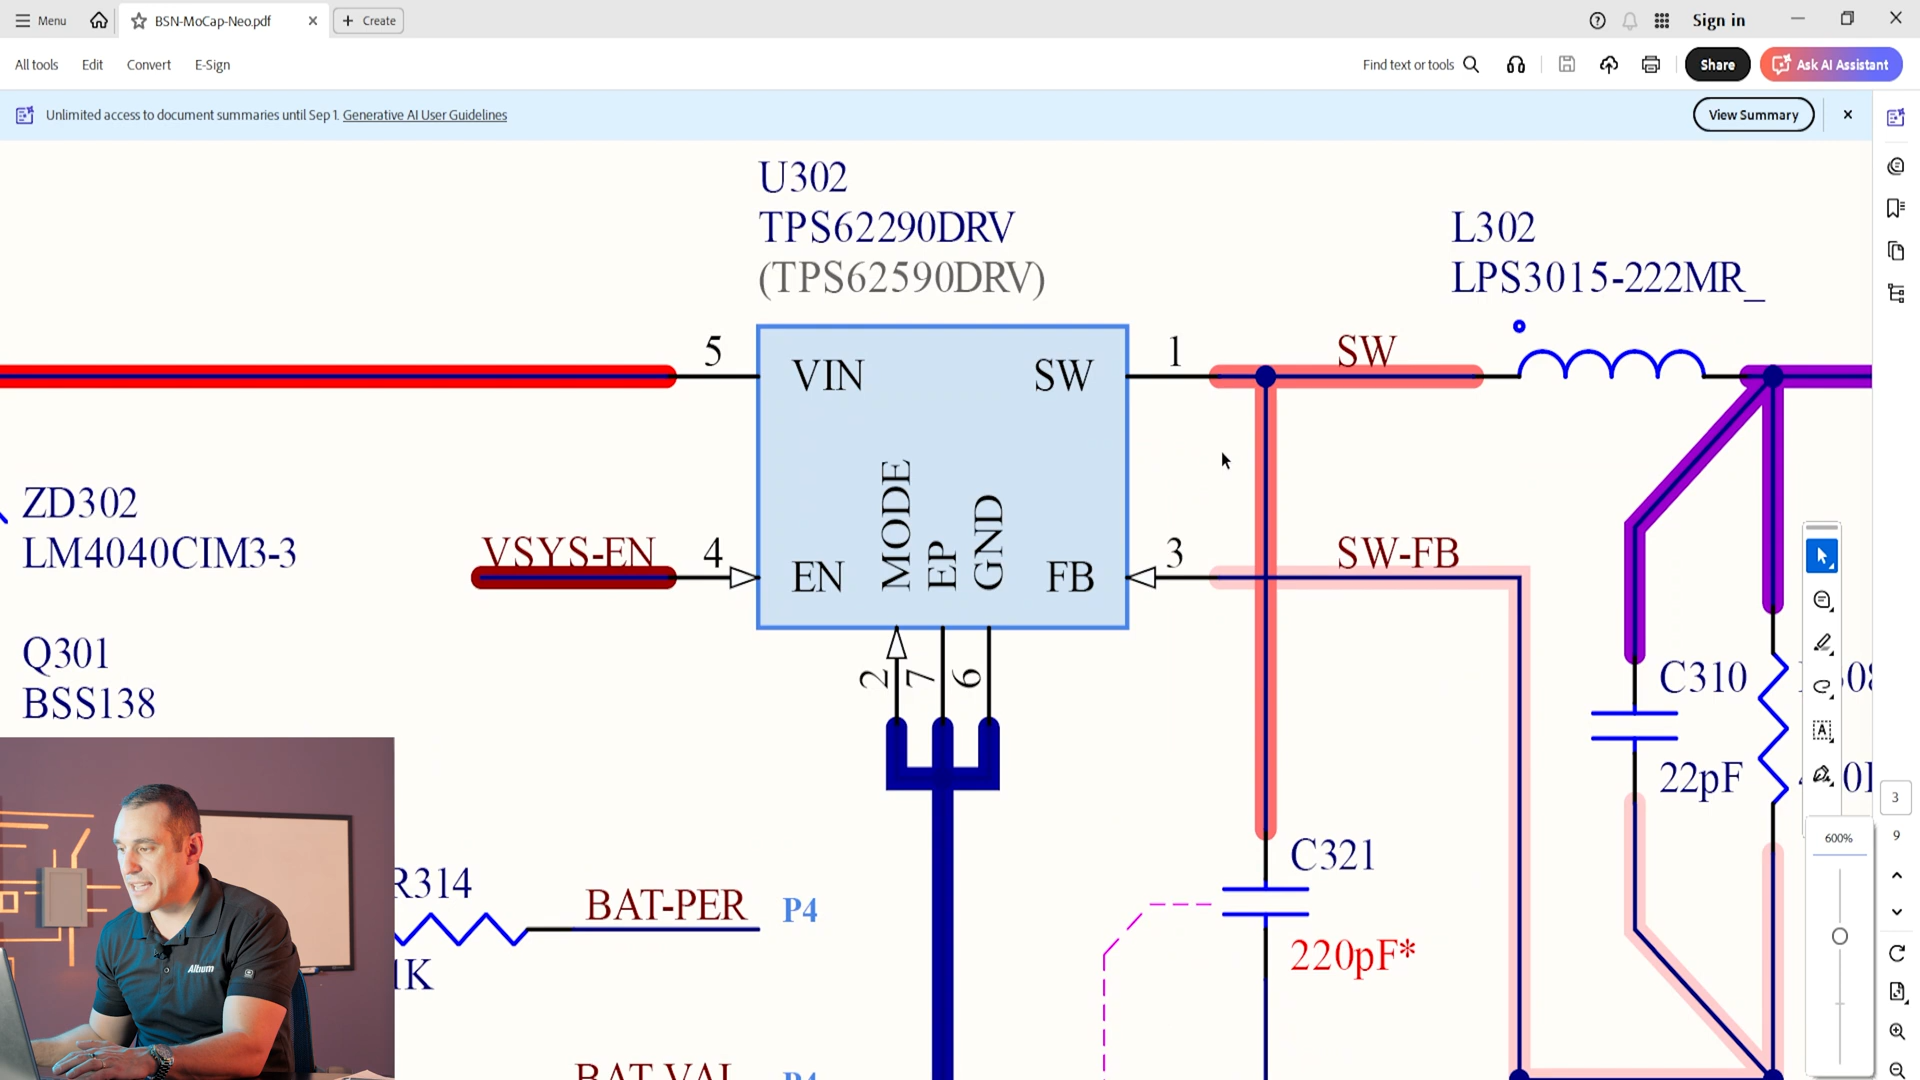 Menu
BSN-MoCap-Neo.pdf
Create
Sign in
All tools
Edit
Convert
E-Sign
Find text or tools
Share
Ask AI Assistant
Unlimited access to document summaries until Sep 1. Generative AI User Guidelines
View Summary
U302
TPS62290DRV
(TPS62590DRV)
L302
LPS3015-222MR_
5
VIN
SW
1
SW
ZD302
LM4040CIM3-3
VSYS-EN
4
EN
MODE
EP
GND
FB
3
SW-FB
2
7
6
Q301
BSS138
C310
22pF
600%
3
9
R314
1K
BAT-PER
P4
C321
220pF*
Altium
BAT-VAL
P4